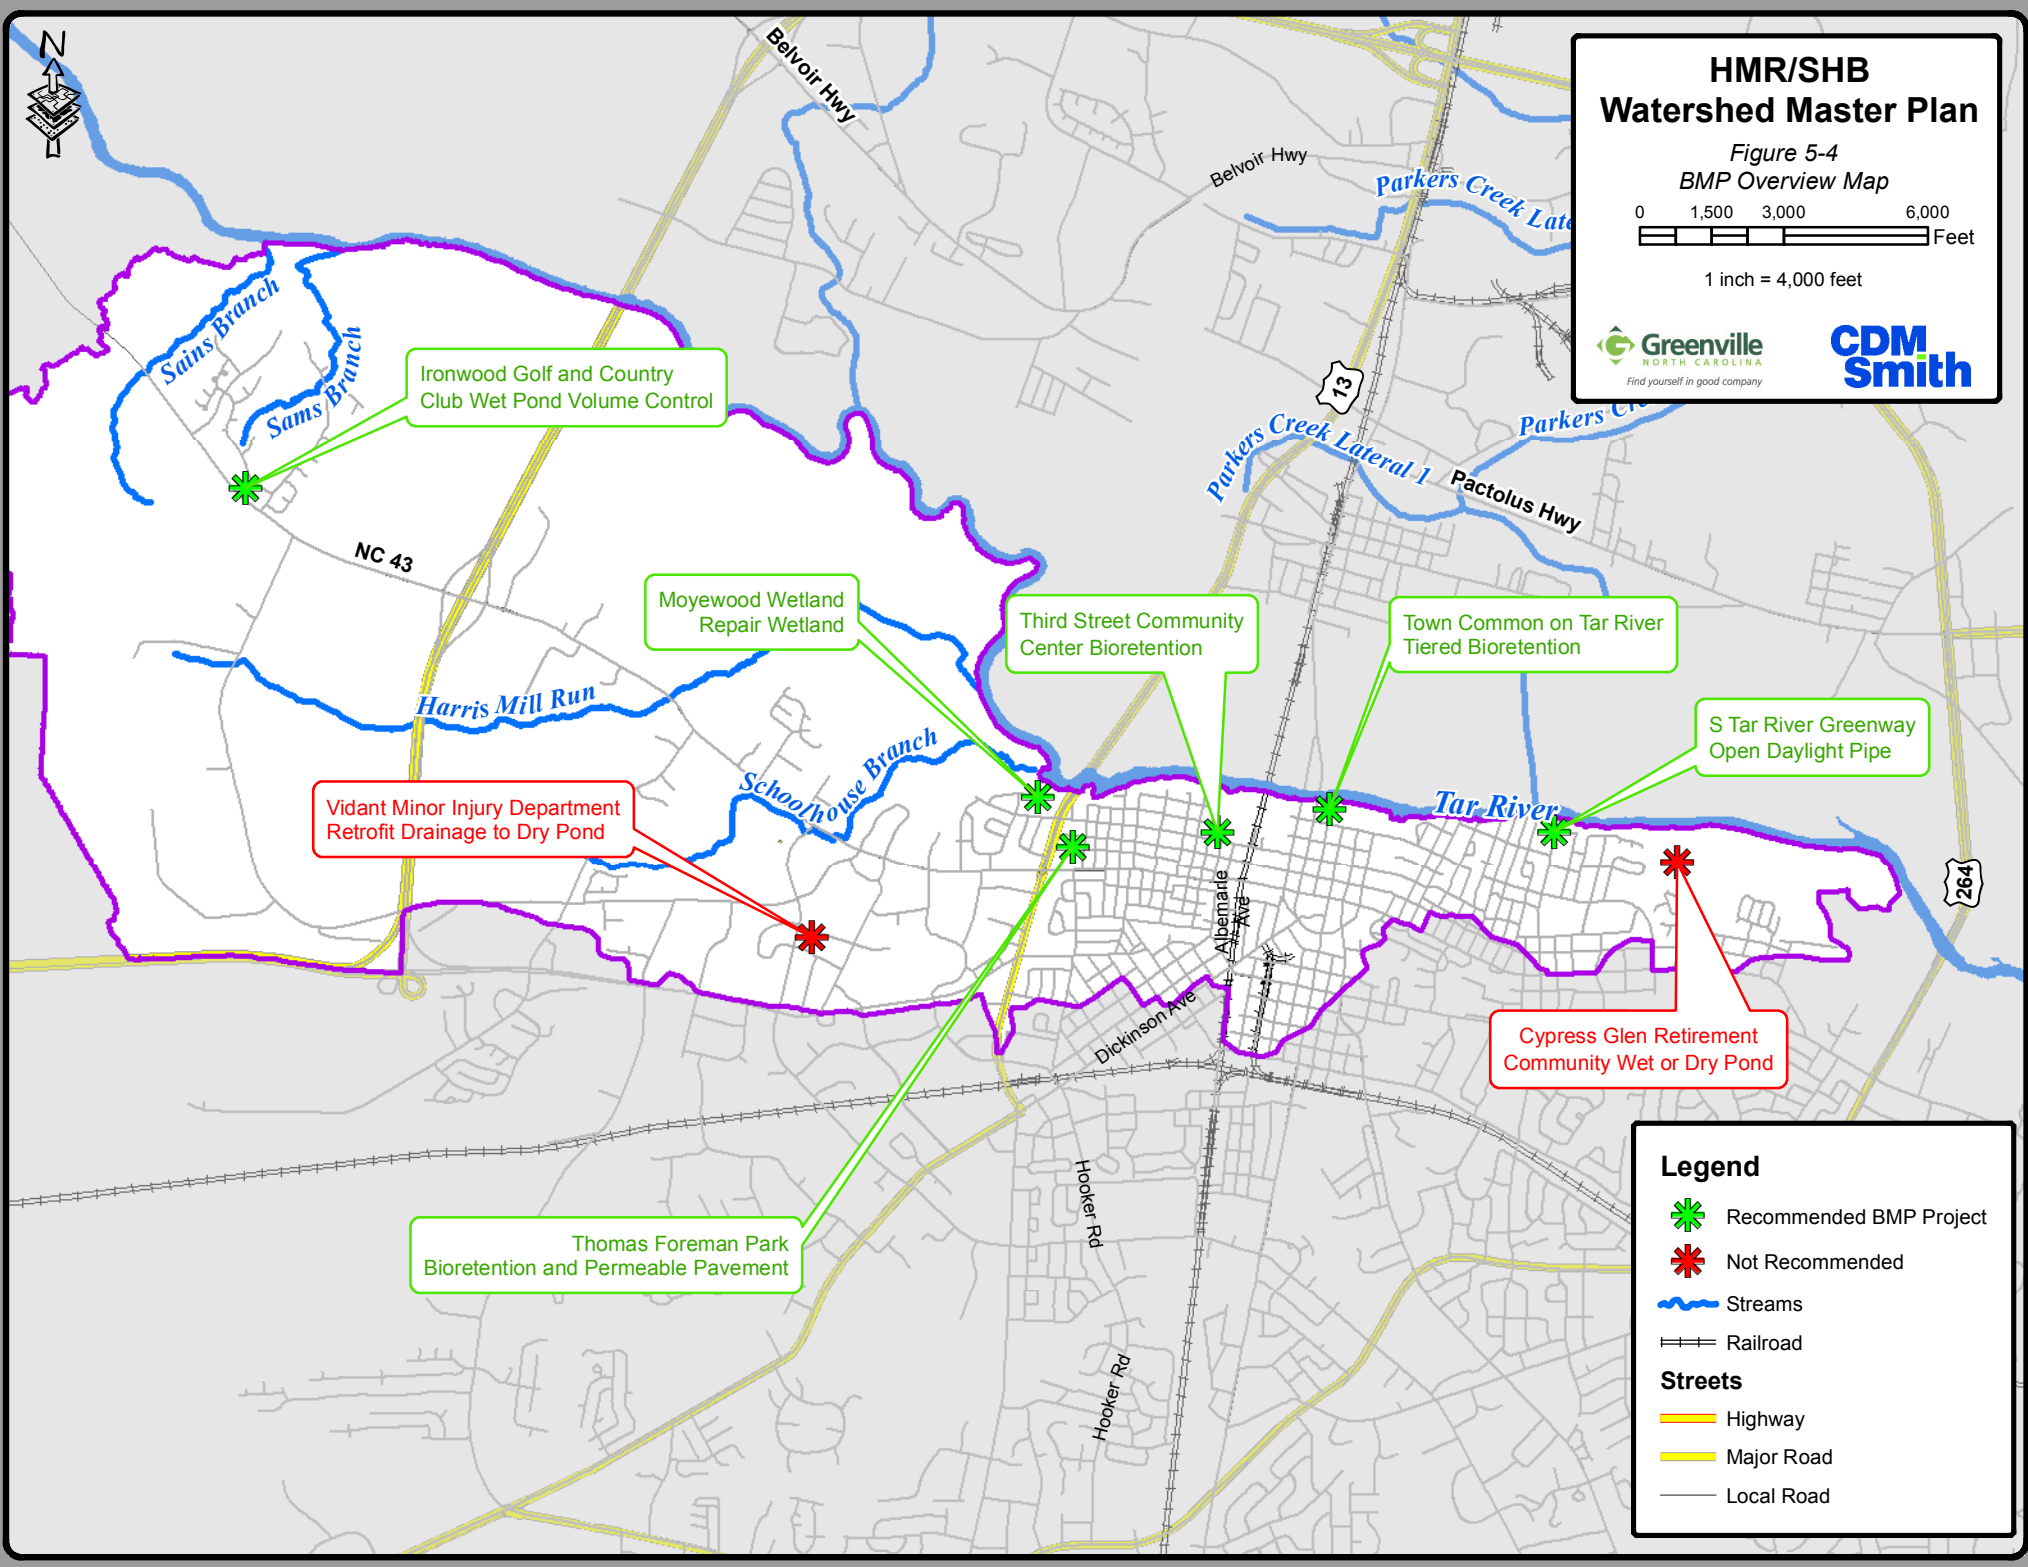 N
Belvoir Hwy
Belvoir Hwy
Parkers Creek Late
HMR/SHB
Watershed Master Plan
Figure 5-4
BMP Overview Map
0 1,500 3,000 6,000
Feet
1 inch = 4,000 feet
Greenville
NORTH CAROLINA
Find yourself in good company
CDM
Smith
Sains Branch
Sams Branch
Ironwood Golf and Country
Club Wet Pond Volume Control
13
Parkers Creek Lateral 1
Parkers Cr
Pactolus Hwy
NC 43
Moyewood Wetland
Repair Wetland
Third Street Community
Center Bioretention
Town Common on Tar River
Tiered Bioretention
Harris Mill Run
Schoolhouse Branch
S Tar River Greenway
Open Daylight Pipe
Vidant Minor Injury Department
Retrofit Drainage to Dry Pond
Tar River
264
Albemarle
Ave
Dickinson Ave
Cypress Glen Retirement
Community Wet or Dry Pond
Hooker Rd
Thomas Foreman Park
Bioretention and Permeable Pavement
Hooker Rd
Legend
Recommended BMP Project
Not Recommended
Streams
Railroad
Streets
Highway
Major Road
Local Road